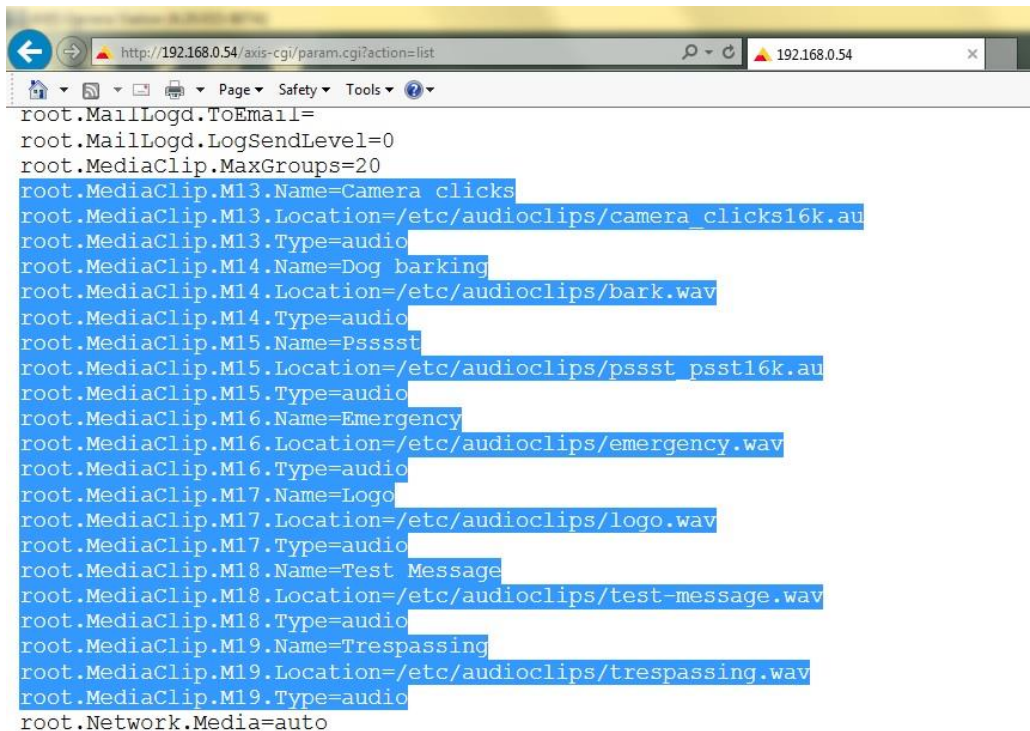 http://192.168.0.54/axis-cgi/param.cgi?action=list
192.168.0.54
Page Safety Tools
root.MailLogd.ToEmail=
root.MailLogd.LogSendLevel=0
root.MediaClip.MaxGroups=20
root.MediaClip.M13.Name=Camera clicks
root.MediaClip.M13.Location=/etc/audioclips/camera_clicks16k.au
root.MediaClip.M13.Type=audio
root.MediaClip.M14.Name=Dog barking
root.MediaClip.M14.Location=/etc/audioclips/bark.wav
root.MediaClip.M14.Type=audio
root.MediaClip.M15.Name=Psssst
root.MediaClip.M15.Location=/etc/audioclips/pssst_psst16k.au
root.MediaClip.M15.Type=audio
root.MediaClip.M16.Name=Emergency
root.MediaClip.M16.Location=/etc/audioclips/emergency.wav
root.MediaClip.M16.Type=audio
root.MediaClip.M17.Name=Logo
root.MediaClip.M17.Location=/etc/audioclips/logo.wav
root.MediaClip.M17.Type=audio
root.MediaClip.M18.Name=Test Message
root.MediaClip.M18.Location=/etc/audioclips/test-message.wav
root.MediaClip.M18.Type=audio
root.MediaClip.M19.Name=Trespassing
root.MediaClip.M19.Location=/etc/audioclips/trespassing.wav
root.MediaClip.M19.Type=audio
root.Network.Media=auto